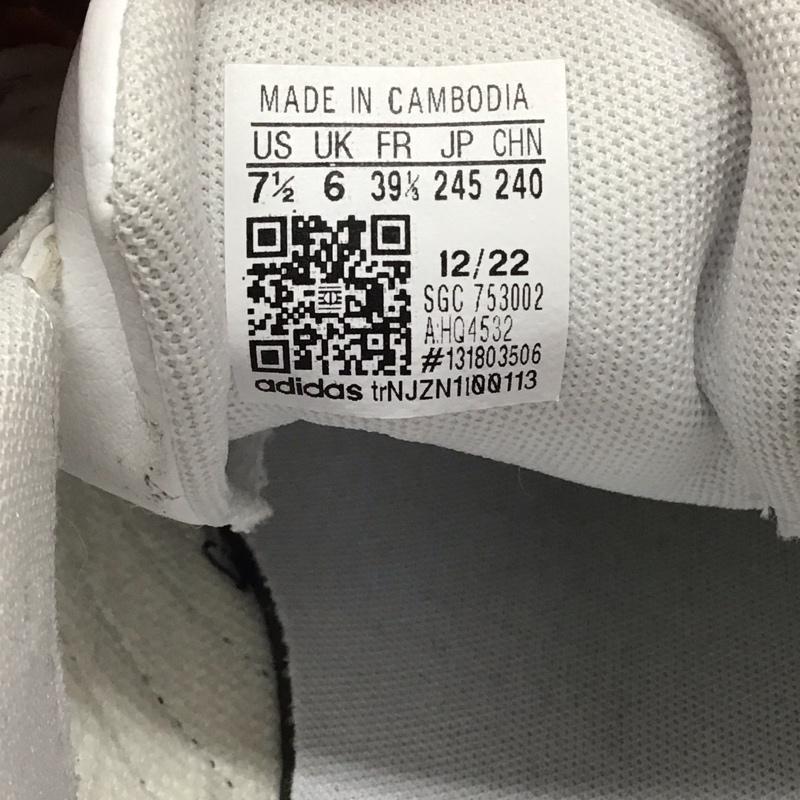 MADE IN CAMBODIA
US UK FR JP CHN
7½ 6 39⅓ 245 240
12/22
SGC 753002
A:HQ4532
#131803506
adidas trNJZN1I00113